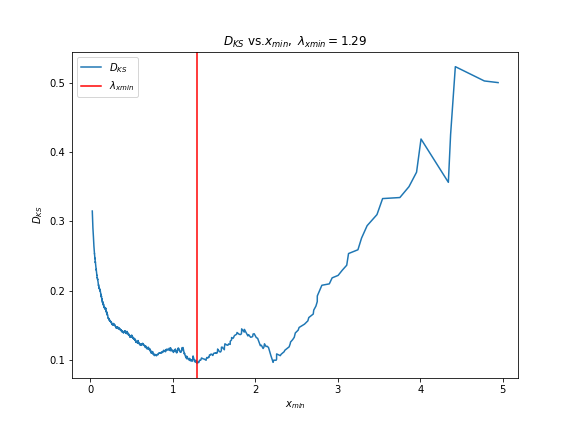 D_KS vs.x_min, λ_xmin = 1.29
D_KS
λ_xmin
0.5
0.4
0.3
0.2
0.1
D_KS
0 1 2 3 4 5
x_min